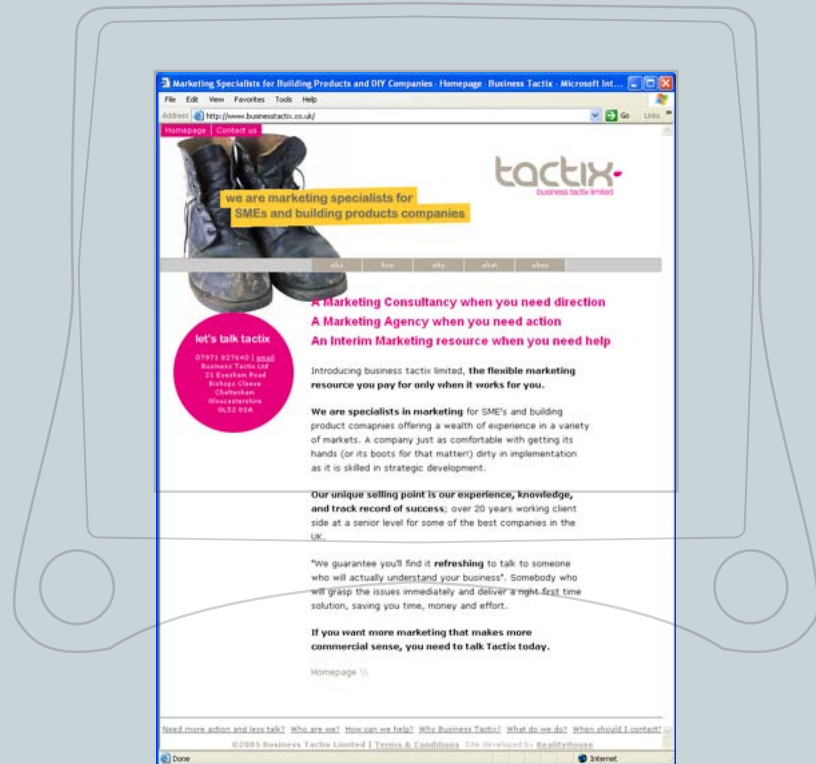 Marketing Specialists for Building Products and DIY Companies - Homepage - Business Tactix - Microsoft Int...
File Edit View Favorites Tools Help
Address http://www.businesstactix.co.uk/ Go Links »
Homepage | Contact us
tactix
business tactix limited
we are marketing specialists for
SMEs and building products companies
who how why what when
A Marketing Consultancy when you need direction
A Marketing Agency when you need action
An Interim Marketing resource when you need help
let's talk tactix
07971 827640 | email
Business Tactix Ltd
21 Evesham Road
Bishops Cleeve
Cheltenham
Gloucestershire
GL52 8SA
Introducing business tactix limited, the flexible marketing
resource you pay for only when it works for you.
We are specialists in marketing for SME's and building
product comapnies offering a wealth of experience in a variety
of markets. A company just as comfortable with getting its
hands (or its boots for that matter!) dirty in implementation
as it is skilled in strategic development.
Our unique selling point is our experience, knowledge,
and track record of success; over 20 years working client
side at a senior level for some of the best companies in the
UK.
"We guarantee you'll find it refreshing to talk to someone
who will actually understand your business". Somebody who
will grasp the issues immediately and deliver a right first time
solution, saving you time, money and effort.
If you want more marketing that makes more
commercial sense, you need to talk Tactix today.
Homepage \\
Need more action and less talk? Who are we? How can we help? Why Business Tactix? What do we do? When should I contact?
©2005 Business Tactix Limited | Terms & Conditions Site developed by RealityHouse
Done Internet